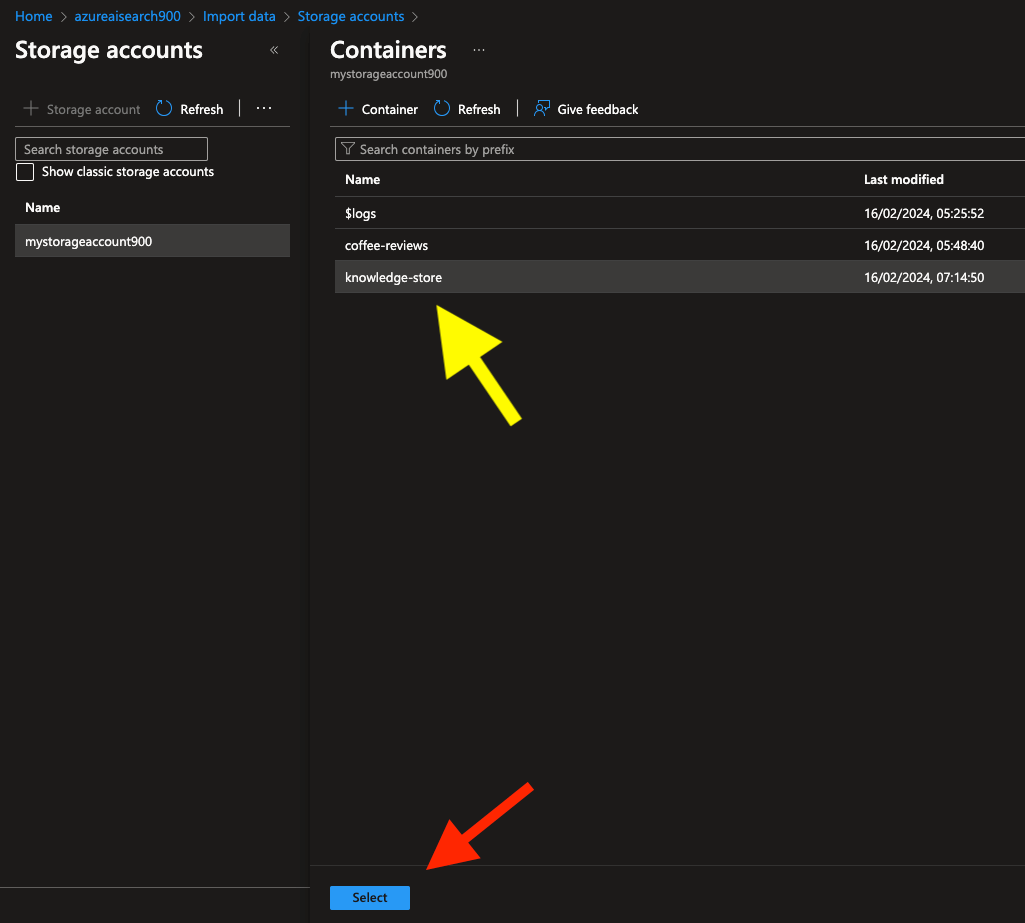 Home > azureaisearch900 > Import data > Storage accounts >
Storage accounts «
+ Storage account Refresh | ...
Search storage accounts
Show classic storage accounts
Name
mystorageaccount900
Containers ...
mystorageaccount900
+ Container Refresh | Give feedback
Search containers by prefix
Name Last modified
$logs 16/02/2024, 05:25:52
coffee-reviews 16/02/2024, 05:48:40
knowledge-store 16/02/2024, 07:14:50
Select